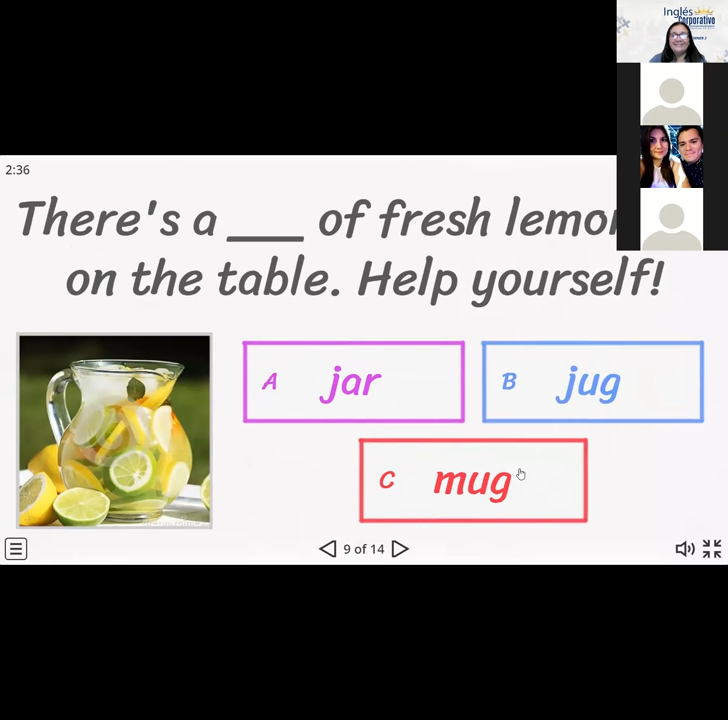 Inglés
Corporativo
2:36
There's a ___ of fresh
on the table. Help yourself!
A jar
B jug
C mug
9 of 14